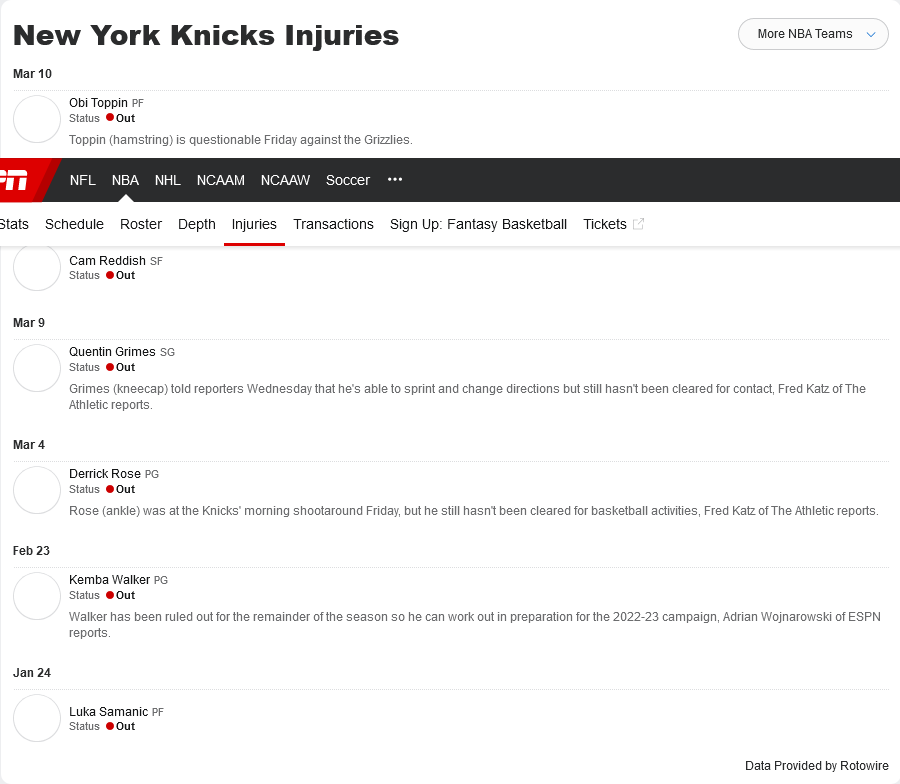 New York Knicks Injuries
More NBA Teams
Mar 10
Obi Toppin PF
Status Out
Toppin (hamstring) is questionable Friday against the Grizzlies.
NFL NBA NHL NCAAM NCAAW Soccer •••
Stats Schedule Roster Depth Injuries Transactions Sign Up: Fantasy Basketball Tickets
Cam Reddish SF
Status Out
Mar 9
Quentin Grimes SG
Status Out
Grimes (kneecap) told reporters Wednesday that he's able to sprint and change directions but still hasn't been cleared for contact, Fred Katz of The
Athletic reports.
Mar 4
Derrick Rose PG
Status Out
Rose (ankle) was at the Knicks' morning shootaround Friday, but he still hasn't been cleared for basketball activities, Fred Katz of The Athletic reports.
Feb 23
Kemba Walker PG
Status Out
Walker has been ruled out for the remainder of the season so he can work out in preparation for the 2022-23 campaign, Adrian Wojnarowski of ESPN
reports.
Jan 24
Luka Samanic PF
Status Out
Data Provided by Rotowire